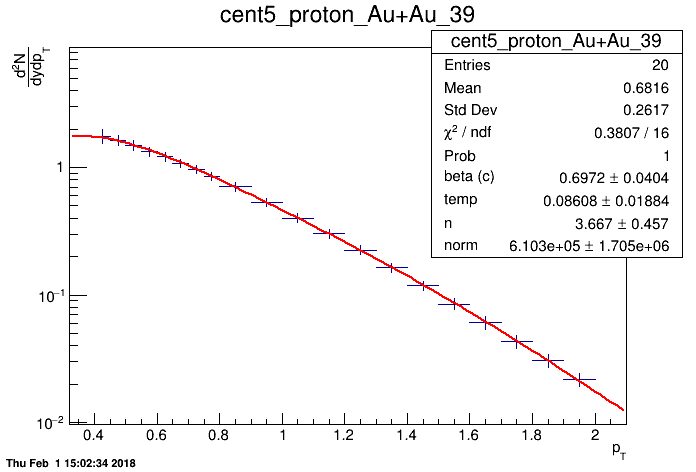 cent5_proton_Au+Au_39
cent5_proton_Au+Au_39
Entries 20
Mean 0.6816
Std Dev 0.2617
χ² / ndf 0.3807 / 16
Prob 1
beta (c) 0.6972 ± 0.0404
temp 0.08608 ± 0.01884
n 3.667 ± 0.457
norm 6.103e+05 ± 1.705e+06
d²N
dydp_T
1
10⁻¹
10⁻²
0.4 0.6 0.8 1 1.2 1.4 1.6 1.8 2
p_T
Thu Feb 1 15:02:34 2018